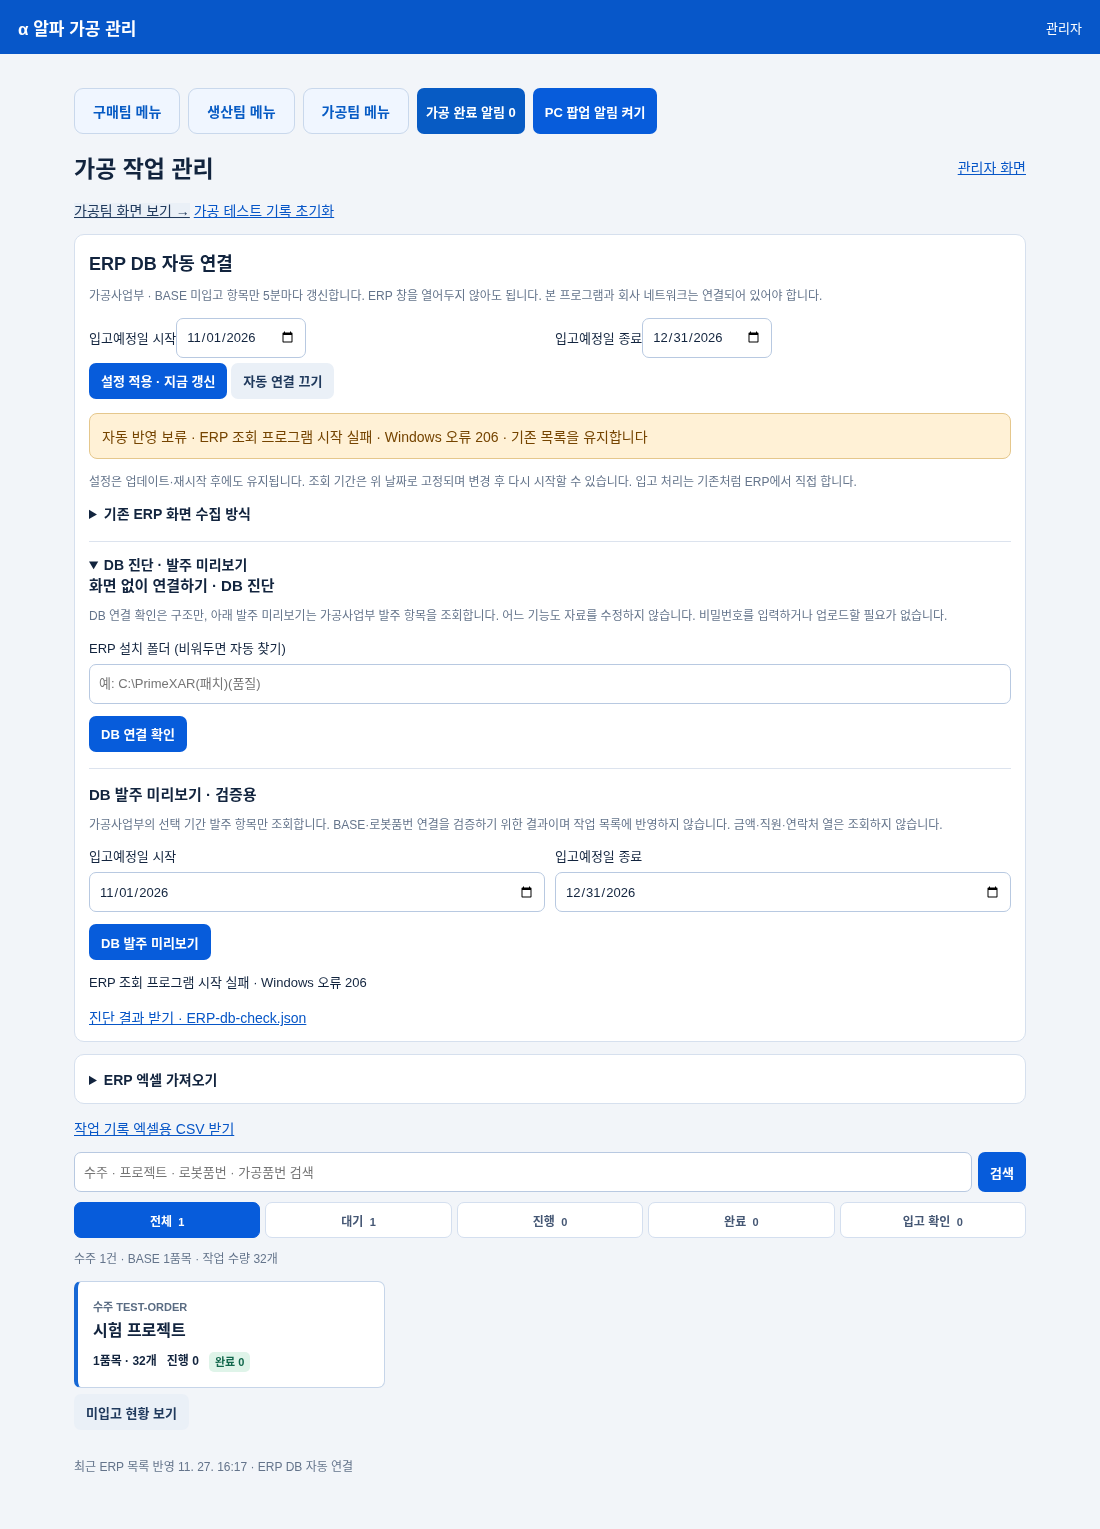 α 알파 가공 관리
관리자
구매팀 메뉴
생산팀 메뉴
가공팀 메뉴
가공 완료 알림 0
PC 팝업 알림 켜기
가공 작업 관리
관리자 화면
가공팀 화면 보기 → 가공 테스트 기록 초기화
ERP DB 자동 연결
가공사업부 · BASE 미입고 항목만 5분마다 갱신합니다. ERP 창을 열어두지 않아도 됩니다. 본 프로그램과 회사 네트워크는 연결되어 있어야 합니다.
입고예정일 시작 11/01/2026
입고예정일 종료 12/31/2026
설정 적용 · 지금 갱신
자동 연결 끄기
자동 반영 보류 · ERP 조회 프로그램 시작 실패 · Windows 오류 206 · 기존 목록을 유지합니다
설정은 업데이트·재시작 후에도 유지됩니다. 조회 기간은 위 날짜로 고정되며 변경 후 다시 시작할 수 있습니다. 입고 처리는 기존처럼 ERP에서 직접 합니다.
▶ 기존 ERP 화면 수집 방식
▼ DB 진단 · 발주 미리보기
화면 없이 연결하기 · DB 진단
DB 연결 확인은 구조만, 아래 발주 미리보기는 가공사업부 발주 항목을 조회합니다. 어느 기능도 자료를 수정하지 않습니다. 비밀번호를 입력하거나 업로드할 필요가 없습니다.
ERP 설치 폴더 (비워두면 자동 찾기)
예: C:\PrimeXAR(패치)(품질)
DB 연결 확인
DB 발주 미리보기 · 검증용
가공사업부의 선택 기간 발주 항목만 조회합니다. BASE·로봇품번 연결을 검증하기 위한 결과이며 작업 목록에 반영하지 않습니다. 금액·직원·연락처 열은 조회하지 않습니다.
입고예정일 시작
입고예정일 종료
11/01/2026
12/31/2026
DB 발주 미리보기
ERP 조회 프로그램 시작 실패 · Windows 오류 206
진단 결과 받기 · ERP-db-check.json
▶ ERP 엑셀 가져오기
작업 기록 엑셀용 CSV 받기
수주 · 프로젝트 · 로봇품번 · 가공품번 검색
검색
전체 1
대기 1
진행 0
완료 0
입고 확인 0
수주 1건 · BASE 1품목 · 작업 수량 32개
수주 TEST-ORDER
시험 프로젝트
1품목 · 32개 진행 0 완료 0
미입고 현황 보기
최근 ERP 목록 반영 11. 27. 16:17 · ERP DB 자동 연결